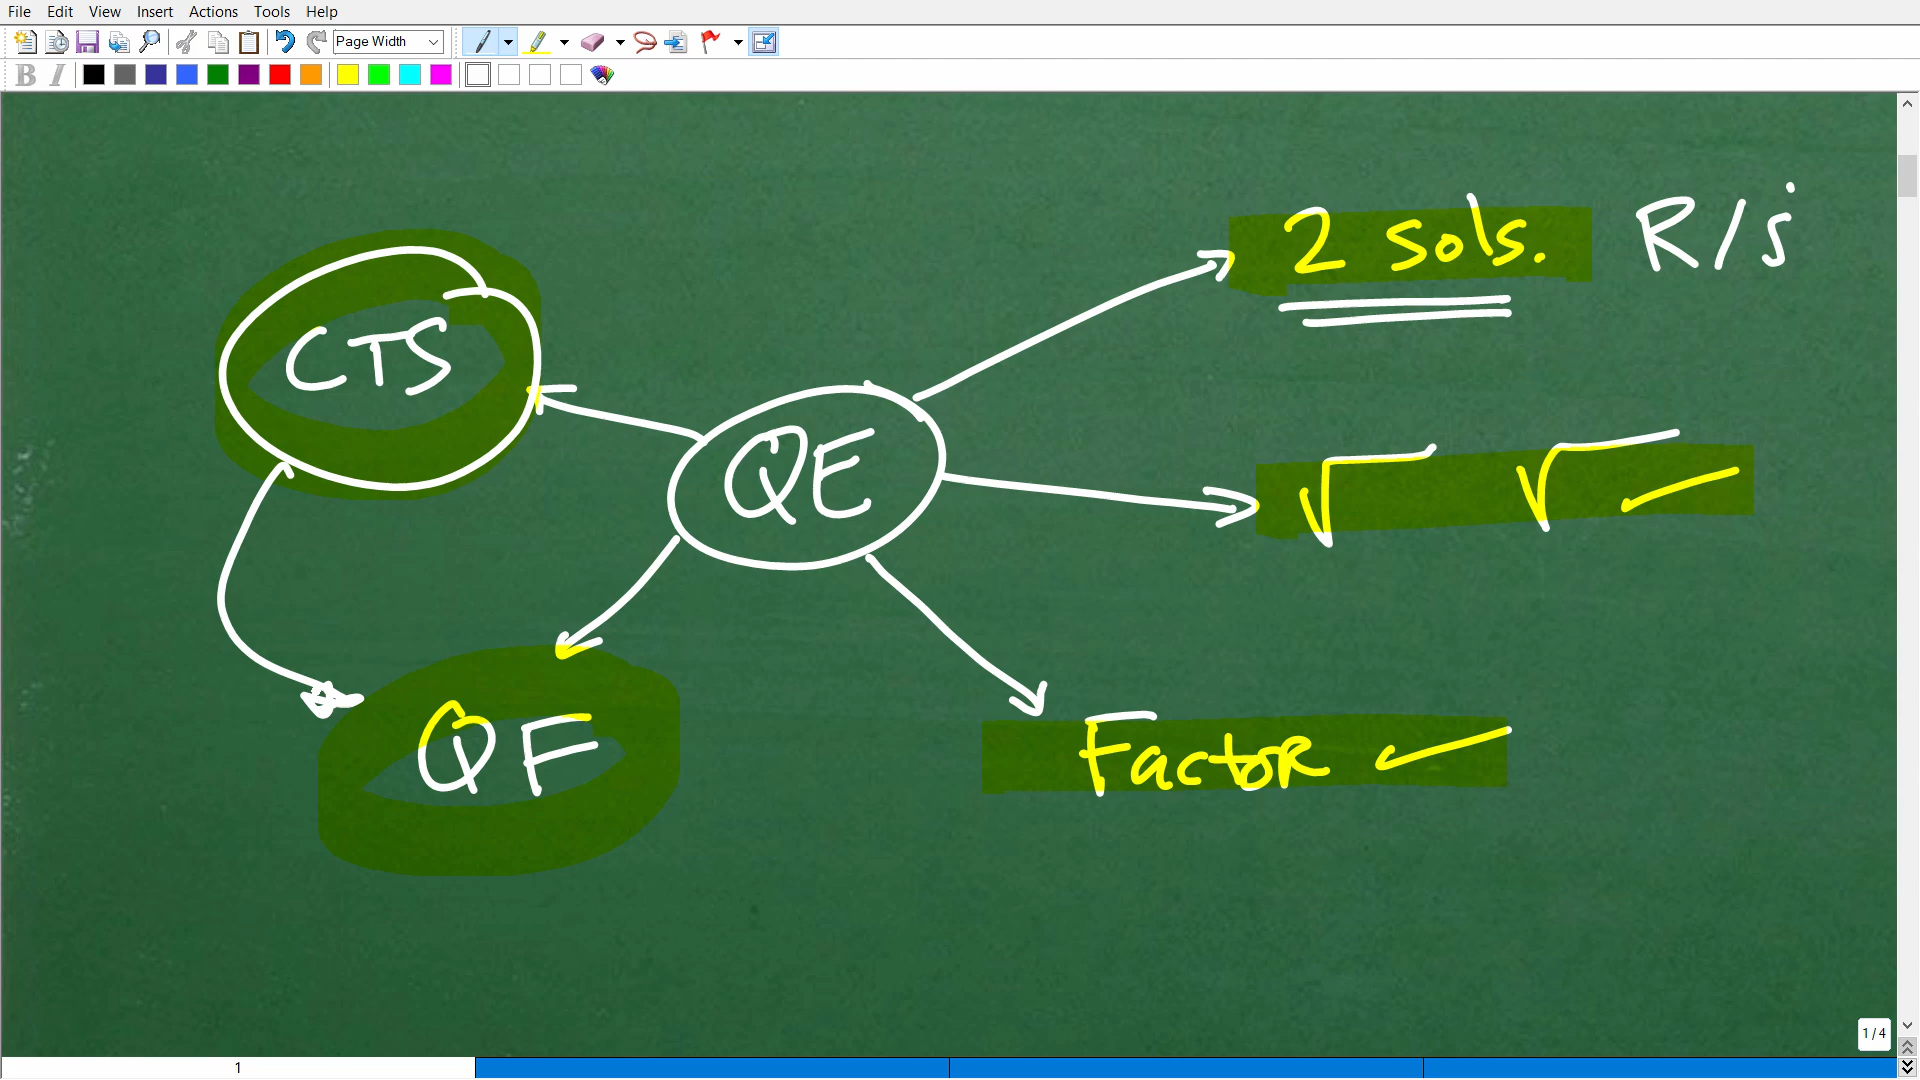 File Edit View Insert Actions Tools Help
Page Width
B I
2 sols. R/i
CTS
QE
√ √
QF
Factor ✓
1 / 4
1